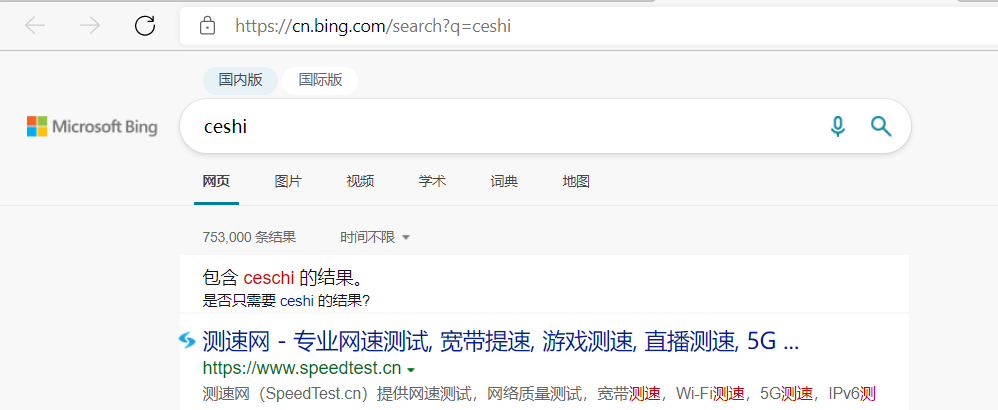 https://cn.bing.com/search?q=ceshi
国内版 国际版
Microsoft Bing
ceshi
网页 图片 视频 学术 词典 地图
753,000 条结果 时间不限
包含 ceschi 的结果。
是否只需要 ceshi 的结果?
测速网 - 专业网速测试, 宽带提速, 游戏测速, 直播测速, 5G ...
https://www.speedtest.cn
测速网（SpeedTest.cn）提供网速测试，网络质量测试，宽带测速，Wi-Fi测速，5G测速，IPv6测